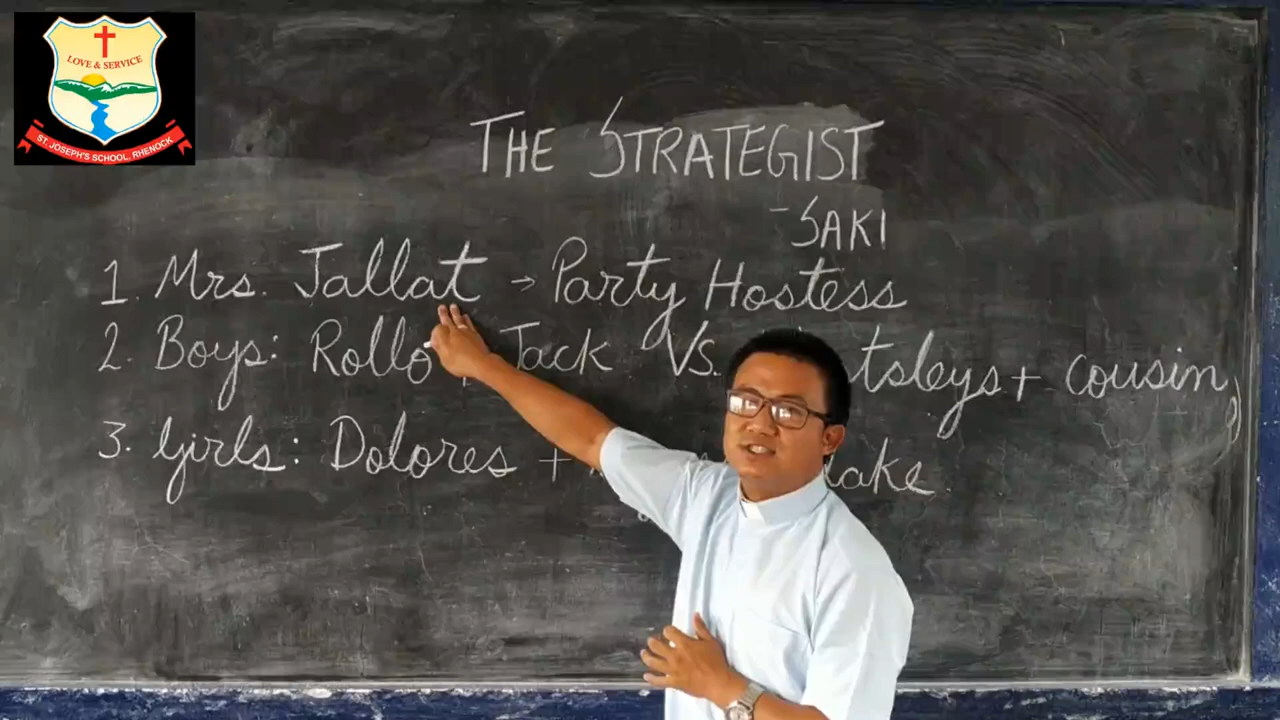 LOVE & SERVICE
ST. JOSEPH'S SCHOOL, RHENOCK
THE STRATEGIST
- SAKI
1. Mrs. Jallat → Party Hostess
2. Boys: Rollo, Jack Vs. tsleys + cousin,
3. Girls: Dolores + lake